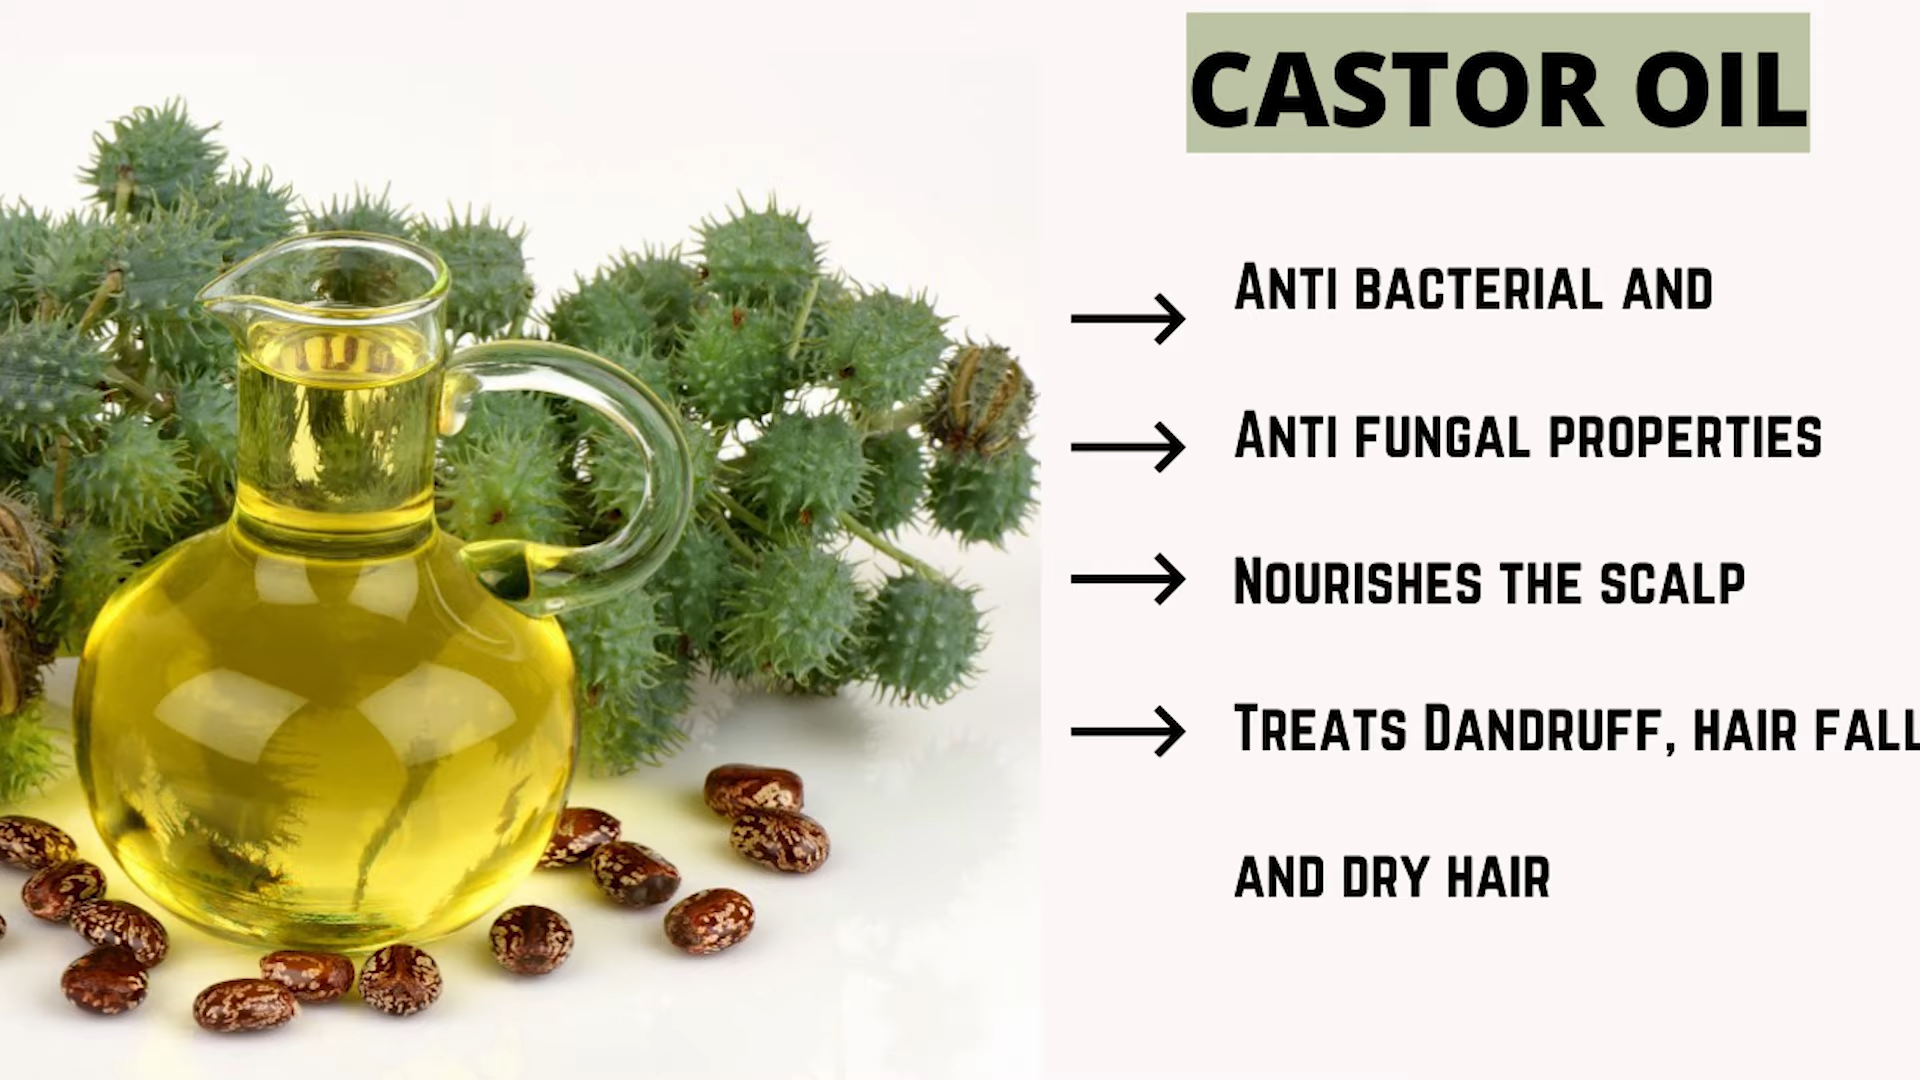 CASTOR OIL
ANTI BACTERIAL AND
ANTI FUNGAL PROPERTIES
NOURISHES THE SCALP
TREATS DANDRUFF, HAIR FALL
AND DRY HAIR